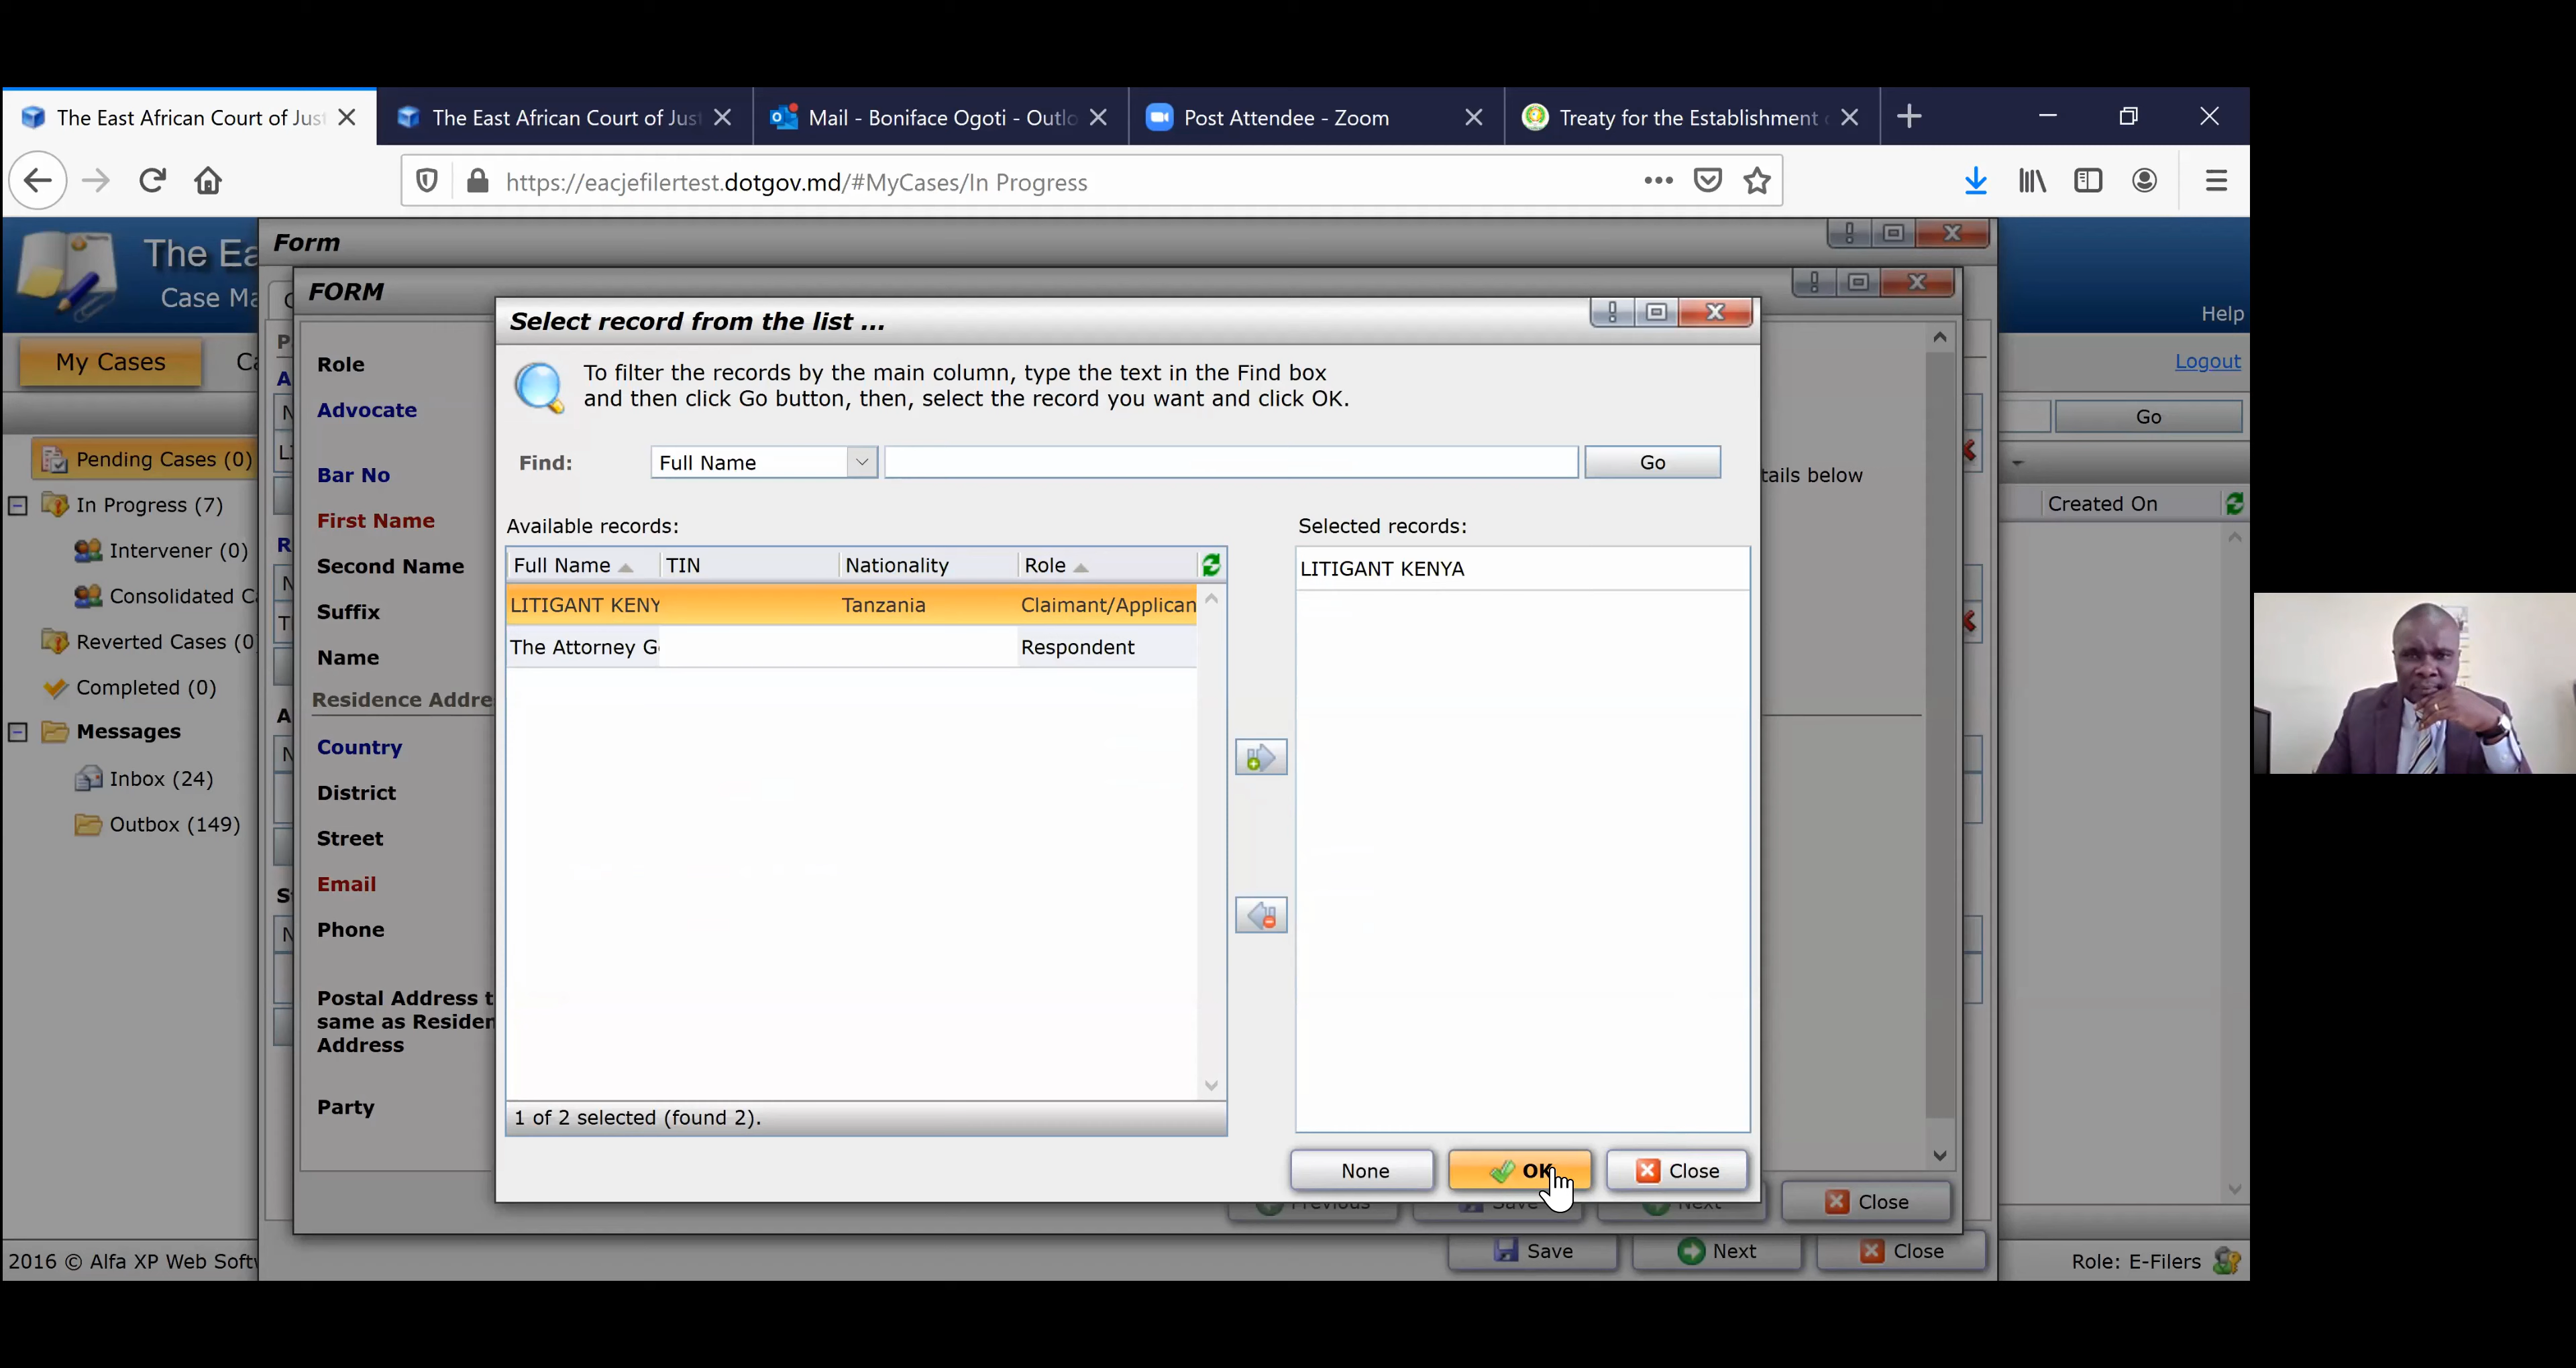 The East African Court of Jus
The East African Court of Jus
Mail - Boniface Ogoti - Outlo
Post Attendee - Zoom
Treaty for the Establishment
https://eacjefilertest.dotgov.md/#MyCases/In Progress
The Ea
Case Ma
Help
Logout
My Cases
Ca
Go
Pending Cases (0)
In Progress (7)
Intervener (0)
Consolidated Ca
Reverted Cases (0
Completed (0)
Messages
Inbox (24)
Outbox (149)
Created On
Form
FORM
Role
Advocate
Bar No
First Name
Second Name
Suffix
Name
Residence Addre
Country
District
Street
Email
Phone
Postal Address t
same as Residen
Address
Party
tails below
Select record from the list ...
To filter the records by the main column, type the text in the Find box
and then click Go button, then, select the record you want and click OK.
Find:
Full Name
Go
Available records:
Selected records:
Full Name TIN Nationality Role
LITIGANT KENY Tanzania Claimant/Applican
The Attorney Ge Respondent
LITIGANT KENYA
1 of 2 selected (found 2).
None
OK
Close
Previous
Save
Next
Close
Save
Next
Close
2016 © Alfa XP Web Softw
Role: E-Filers